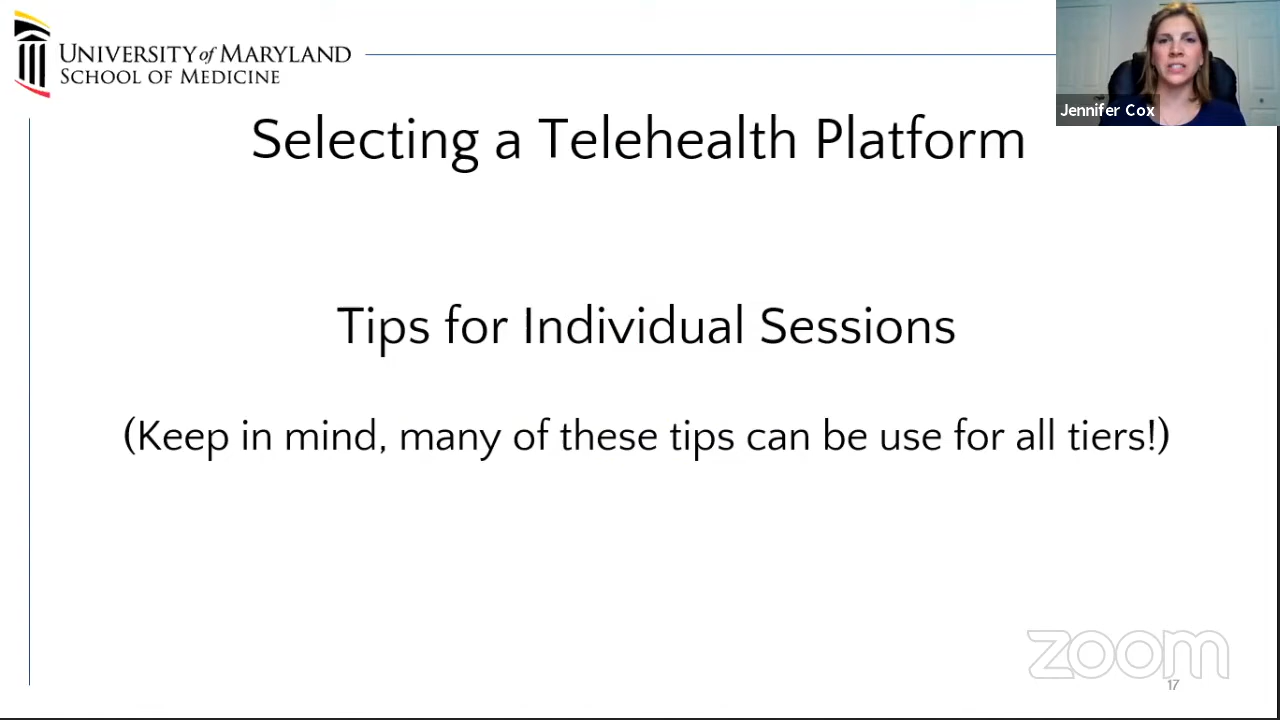 UNIVERSITY of MARYLAND
SCHOOL OF MEDICINE
Jennifer Cox
Selecting a Telehealth Platform
Tips for Individual Sessions
(Keep in mind, many of these tips can be use for all tiers!)
zoom
17